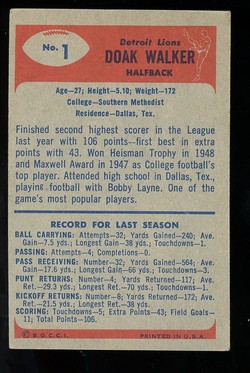 No. 1
Detroit Lions
DOAK WALKER
HALFBACK
Age—27; Height—5.10; Weight—172
College—Southern Methodist
Residence—Dallas, Tex.
Finished second highest scorer in the League
last year with 106 points—first best in extra
points with 43. Won Heisman Trophy in 1948
and Maxwell Award in 1947 as College football's
top player. Attended high school in Dallas, Tex.,
playing football with Bobby Layne. One of the
game's most popular players.
RECORD FOR LAST SEASON
BALL CARRYING: Attempts—32; Yards Gained—240; Ave.
Gain—7.5 yds.; Longest Gain—38 yds.; Touchdowns—1.
PASSING: Attempts—4; Completions—0.
PASS RECEIVING: Number—32; Yards Gained—564; Ave.
Gain—17.6 yds.; Longest Gain—66 yds.; Touchdowns—3.
PUNT RETURNS: Number—4; Yards Returned—117; Ave.
Ret.—29.3 yds.; Longest Ret.—70 yds.; Touchdowns—1.
KICKOFF RETURNS: Number—8; Yards Returned—172; Ave.
Ret.—21.5 yds.; Longest Ret.—38 yds.
SCORING: Touchdowns—5; Extra Points—43; Field Goals—
11; Total Points—106.
© B.G.C.C.I.
PRINTED IN U.S.A.